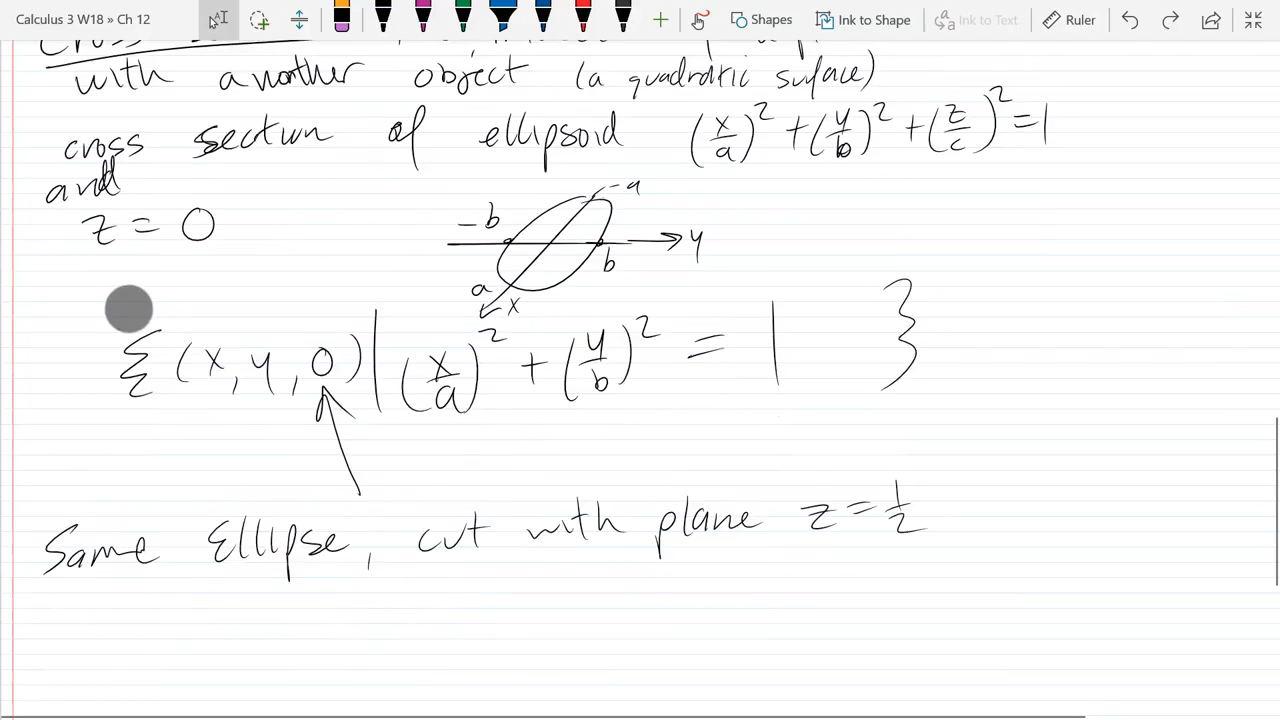 Calculus 3 W18 » Ch 12
Shapes
Ink to Shape
Ink to Text
Ruler
Cross
with another object (a quadratic suface)
cross section of ellipsoid (x/a)² + (y/b)² + (z/c)² = 1
and
z = 0
-a
-b
y
b
a
x
{(x, y, 0) | (x/a)² + (y/b)² = 1 }
Same Ellipse, cut with plane z = 1/2